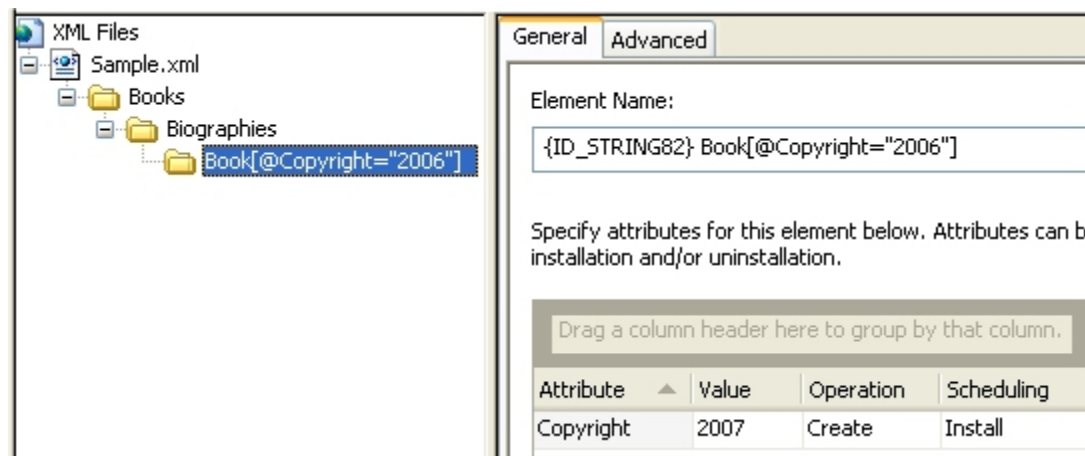 XML Files
Sample.xml
Books
Biographies
Book[@Copyright="2006"]
General Advanced
Element Name:
{ID_STRING82} Book[@Copyright="2006"]
Specify attributes for this element below. Attributes can b
installation and/or uninstallation.
Drag a column header here to group by that column.
Attribute Value Operation Scheduling
Copyright 2007 Create Install